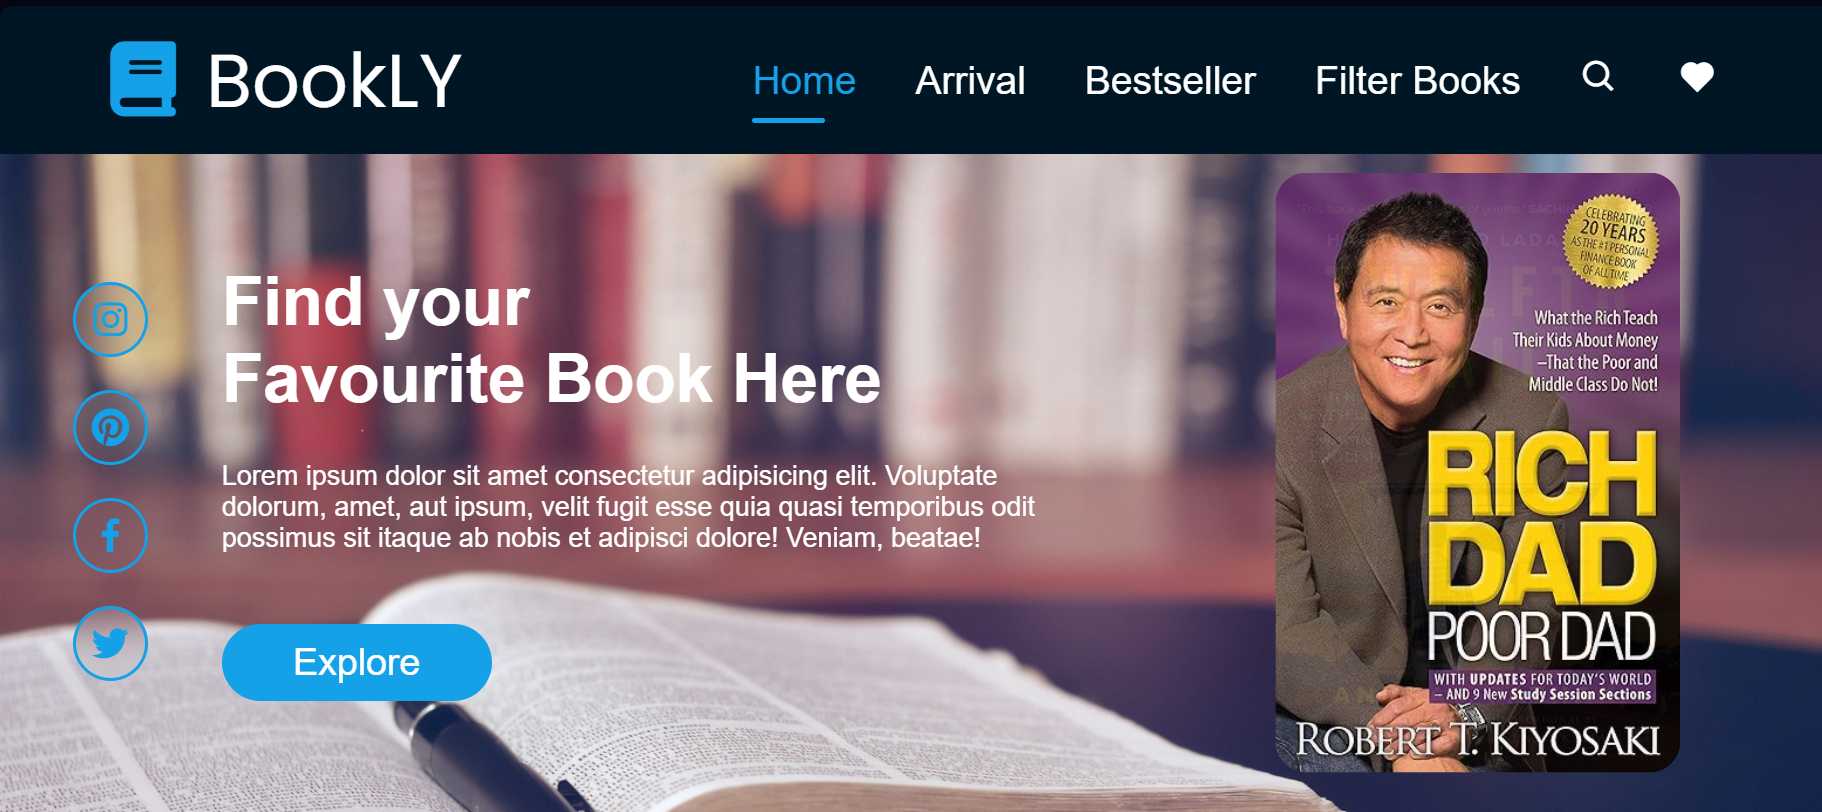 BookLY
Home Arrival Bestseller Filter Books
Find your
Favourite Book Here
Lorem ipsum dolor sit amet consectetur adipisicing elit. Voluptate
dolorum, amet, aut ipsum, velit fugit esse quia quasi temporibus odit
possimus sit itaque ab nobis et adipisci dolore! Veniam, beatae!
Explore
CELEBRATING
20 YEARS
AS THE #1 PERSONAL
FINANCE BOOK
OF ALL TIME
What the Rich Teach
Their Kids About Money
–That the Poor and
Middle Class Do Not!
RICH
DAD
POOR DAD
WITH UPDATES FOR TODAY'S WORLD
– AND 9 New Study Session Sections
ROBERT T. KIYOSAKI